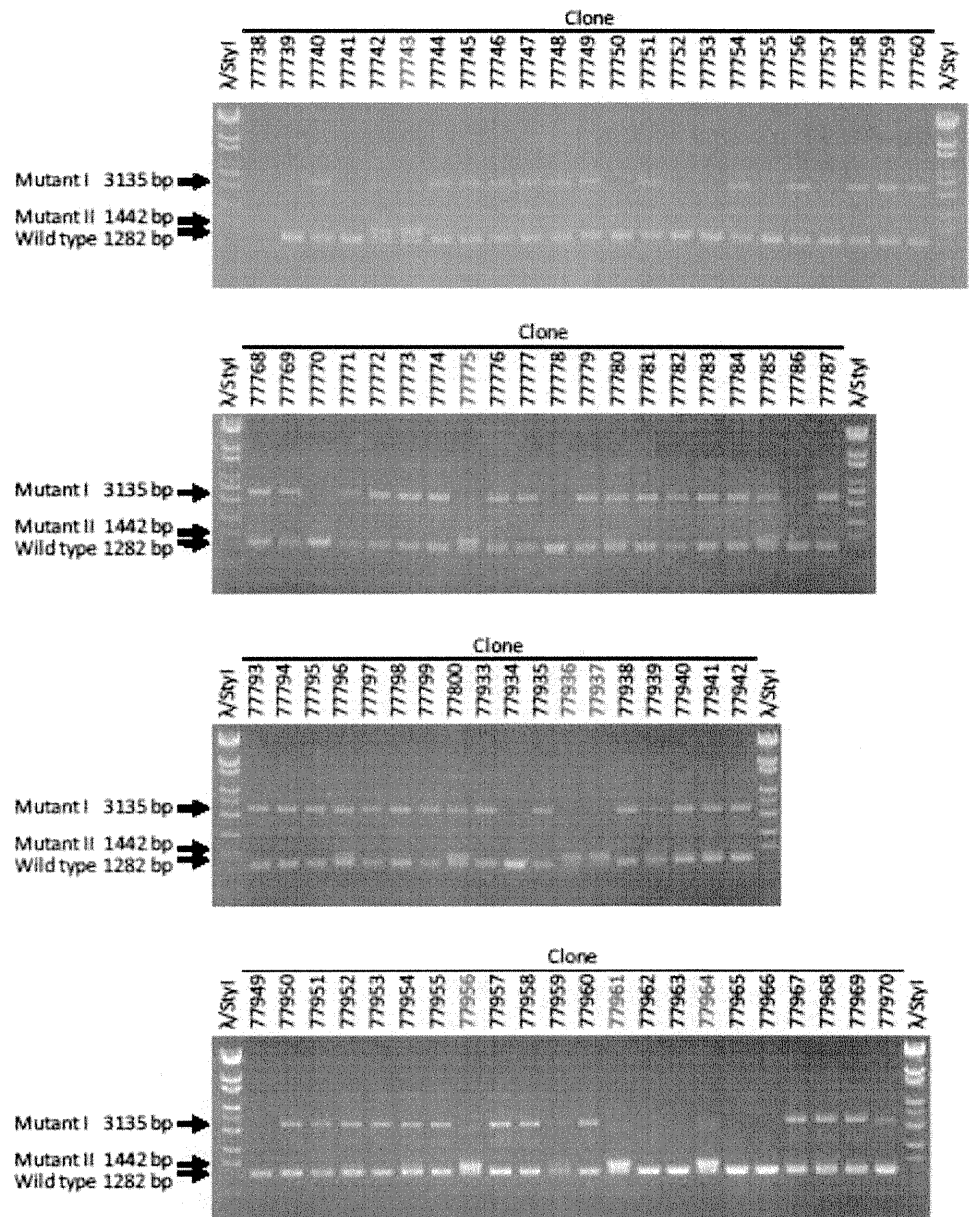 Clone
λ/StyI 77738 77739 77740 77741 77742 77743 77744 77745 77746 77747 77748 77749 77750 77751 77752 77753 77754 77755 77756 77757 77758 77759 77760 λ/StyI
Mutant I 3135 bp
Mutant II 1442 bp
Wild type 1282 bp
Clone
λ/StyI 77768 77769 77770 77771 77772 77773 77774 77775 77776 77777 77778 77779 77780 77781 77782 77783 77784 77785 77786 77787 λ/StyI
Mutant I 3135 bp
Mutant II 1442 bp
Wild type 1282 bp
Clone
λ/StyI 77793 77794 77795 77796 77797 77798 77799 77800 77933 77934 77935 77936 77937 77938 77939 77940 77941 77942 λ/StyI
Mutant I 3135 bp
Mutant II 1442 bp
Wild type 1282 bp
Clone
λ/StyI 77949 77950 77951 77952 77953 77954 77955 77956 77957 77958 77959 77960 77961 77962 77963 77964 77965 77966 77967 77968 77969 77970 λ/StyI
Mutant I 3135 bp
Mutant II 1442 bp
Wild type 1282 bp